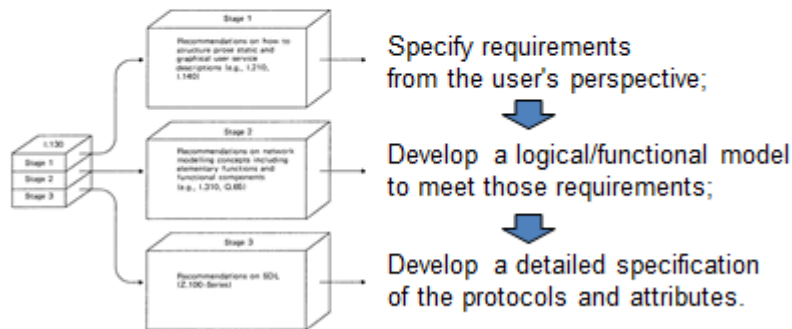 Stage 1
Recommendations on how to
structure prose static and
graphical user service
descriptions (e.g., I.210,
I.140)
Specify requirements
from the user's perspective;
I.130
Stage 1
Stage 2
Stage 3
Stage 2
Recommendations on network
modelling concepts including
elementary functions and
functional components
(e.g., I.310, Q.65)
Develop a logical/functional model
to meet those requirements;
Stage 3
Recommendations on SDL
(Z.100-Series)
Develop a detailed specification
of the protocols and attributes.